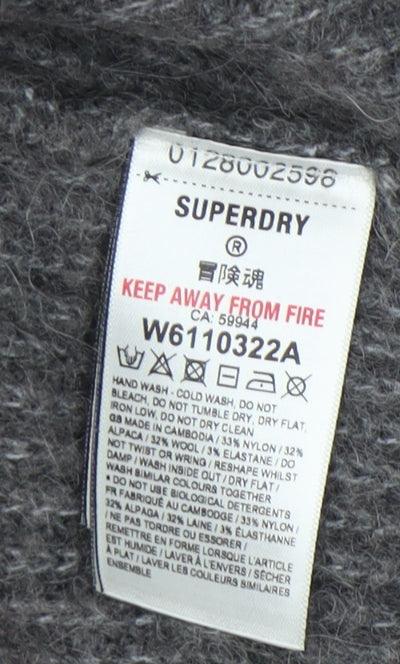 0128002598
SUPERDRY
®
冒険魂
KEEP AWAY FROM FIRE
CA: 59944
W6110322A
HAND WASH - COLD WASH, DO NOT
BLEACH, DO NOT TUMBLE DRY, DRY FLAT,
IRON LOW, DO NOT DRY CLEAN
GB MADE IN CAMBODIA / 33% NYLON / 32%
ALPACA / 32% WOOL / 3% ELASTANE / DO
NOT TWIST OR WRING / RESHAPE WHILST
DAMP / WASH INSIDE OUT / DRY FLAT /
WASH SIMILAR COLOURS TOGETHER
* DO NOT USE BIOLOGICAL DETERGENTS
FR FABRIQUÉ AU CAMBODGE / 33% NYLON /
32% ALPAGA / 32% LAINE / 3% ÉLASTHANNE
/ NE PAS TORDRE OU ESSORER /
REMETTRE EN FORME LORSQUE L'ARTICLE
EST HUMIDE / LAVER À L'ENVERS / SÉCHER
À PLAT / LAVER LES COULEURS SIMILAIRES
ENSEMBLE